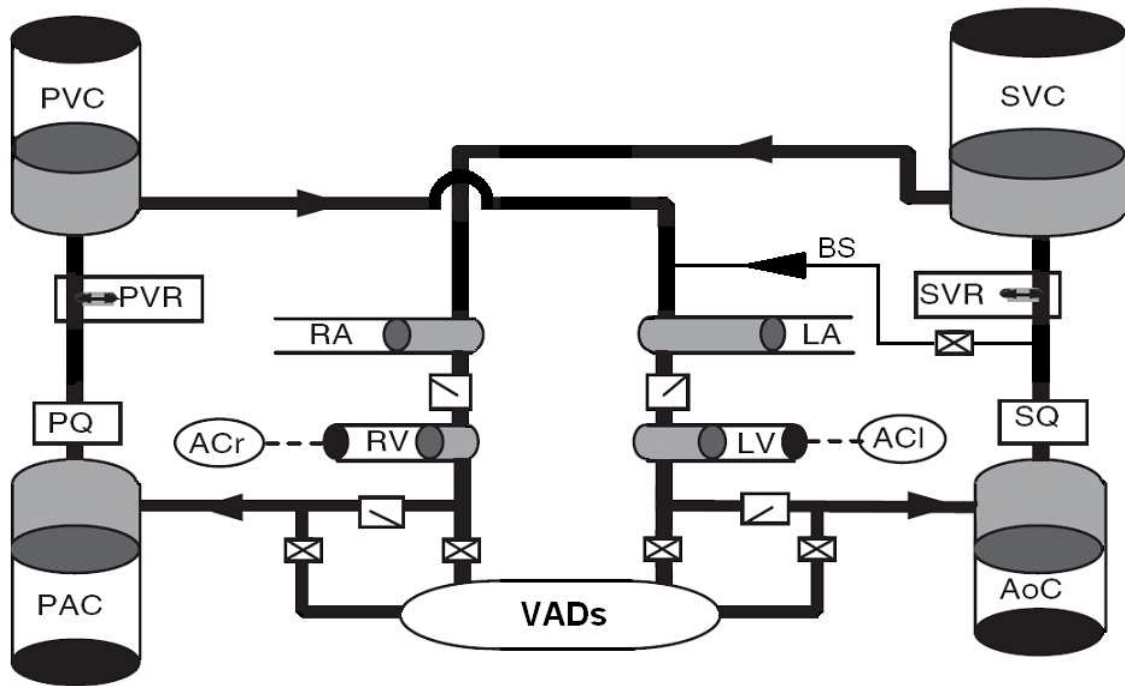 PVC
SVC
BS
PVR
SVR
RA
LA
PQ
SQ
ACr
RV
LV
ACl
PAC
VADs
AoC